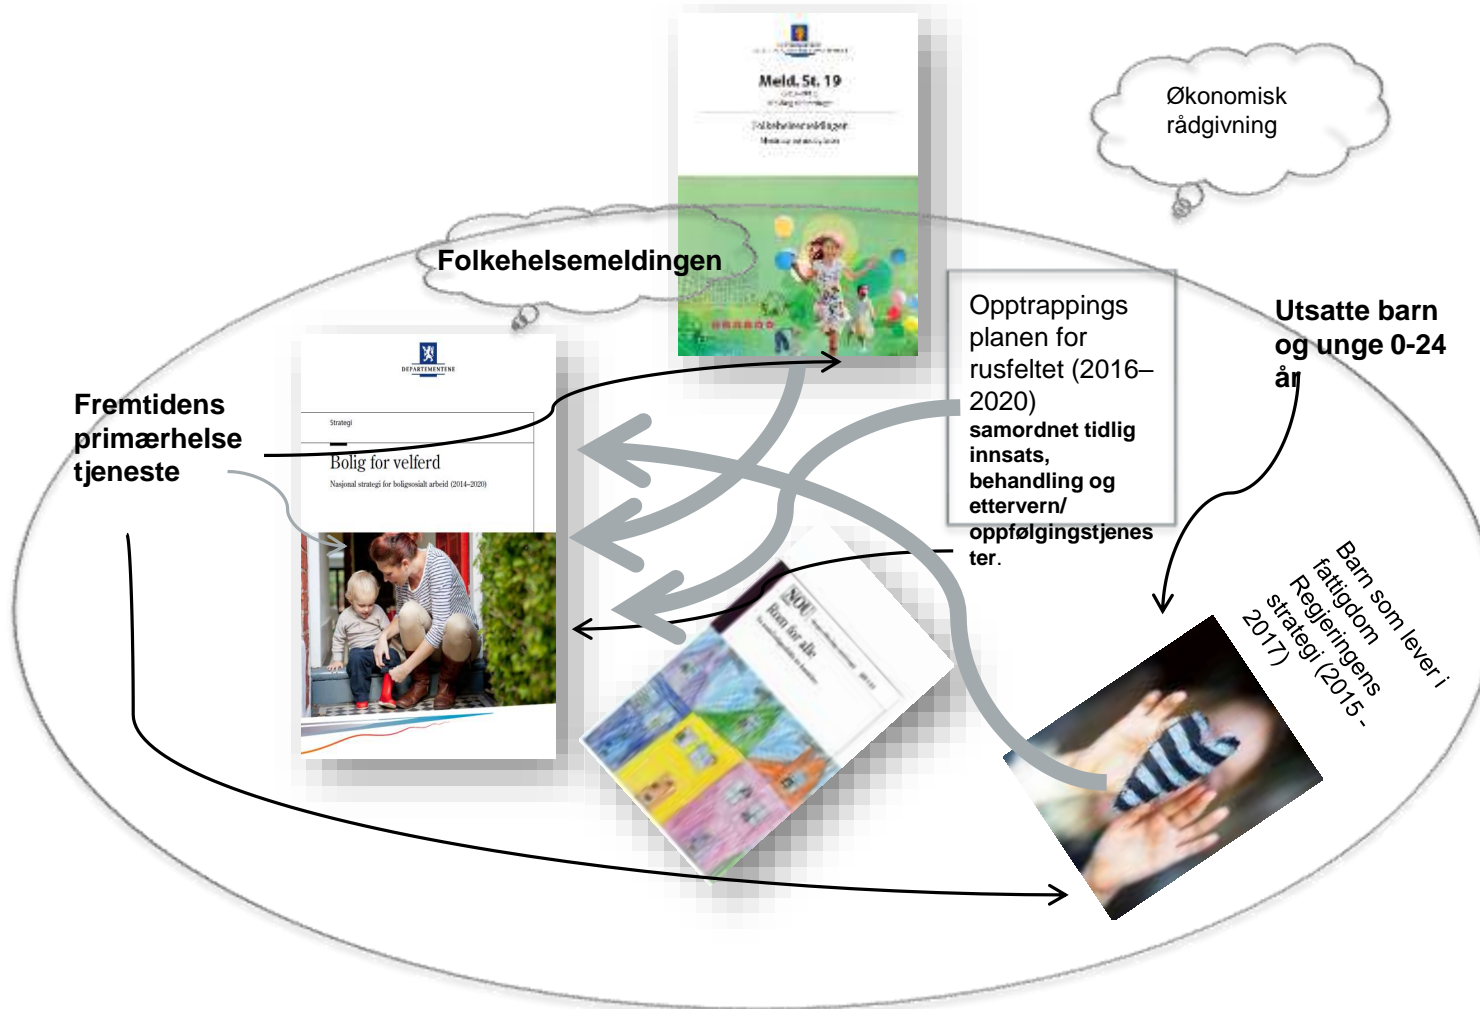 Meld. St. 19
Folkehelsemeldingen
Økonomisk
rådgivning
Folkehelsemeldingen
Opptrappings
planen for
rusfeltet (2016–
2020)
samordnet tidlig
innsats,
behandling og
ettervern/
oppfølgingstjenes
ter.
Utsatte barn
og unge 0-24
år
Fremtidens
primærhelse
tjeneste
DEPARTEMENTENE
Strategi
Bolig for velferd
Nasjonal strategi for boligsosialt arbeid (2014–2020)
NOU
Rom for alle
Barn som lever i
fattigdom
Regjeringens
strategi (2015 -
2017)